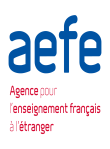 aefe
Agence pour
l'enseignement français
à l'étranger